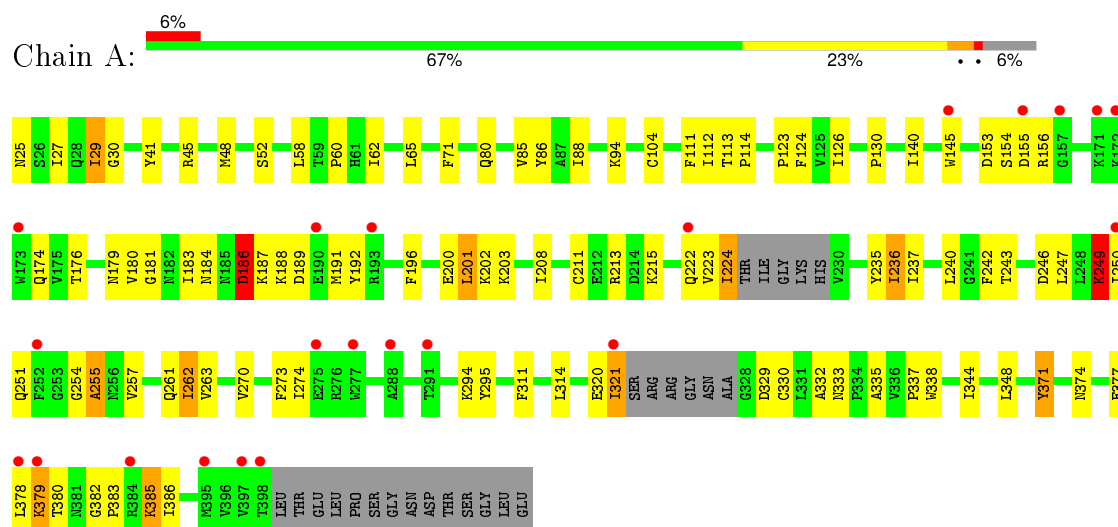 6%
Chain A:
67% 23% • • 6%
N25 S26 I27 Q28 I29 G30 Y41 R45 M48 S52 I58 T59 P60 H61 I62 L65 F71 Q80 V85 Y86 A87 I88 K94 C104 F111 I112 T113 P114 P123 F124 V125 I126 P130 I140 W145 D153 S154 D155 R156 G157 K171 K172
W173 Q174 V175 T176 N179 V180 G181 N182 I183 N184 N185 D186 K187 K188 D189 E190 M191 Y192 R193 F196 E200 L201 K202 K203 I208 C211 E212 R213 D214 K215 Q222 V223 I224 THR ILE GLY LYS HIS V230 Y235 I236 I237 L240 G241 F242 T243 D246 L247 L248 K249 I250
Q251 F252 G253 G254 A255 N256 V257 Q261 I262 V263 V270 F273 I274 E275 R276 W277 A288 T291 K294 Y295 F311 L314 E320 I321 SER ARG ARG GLY ASN ALA G328 D329 C330 L331 A332 N333 P334 A335 V336 P337 W338 I344 L348 Y371 N374 F377
L378 K379 T380 N381 G382 P383 R384 K385 I386 M395 V396 V397 T398 LEU THR GLU LEU PRO SER GLY ASN ASP THR SER GLY LEU GLU